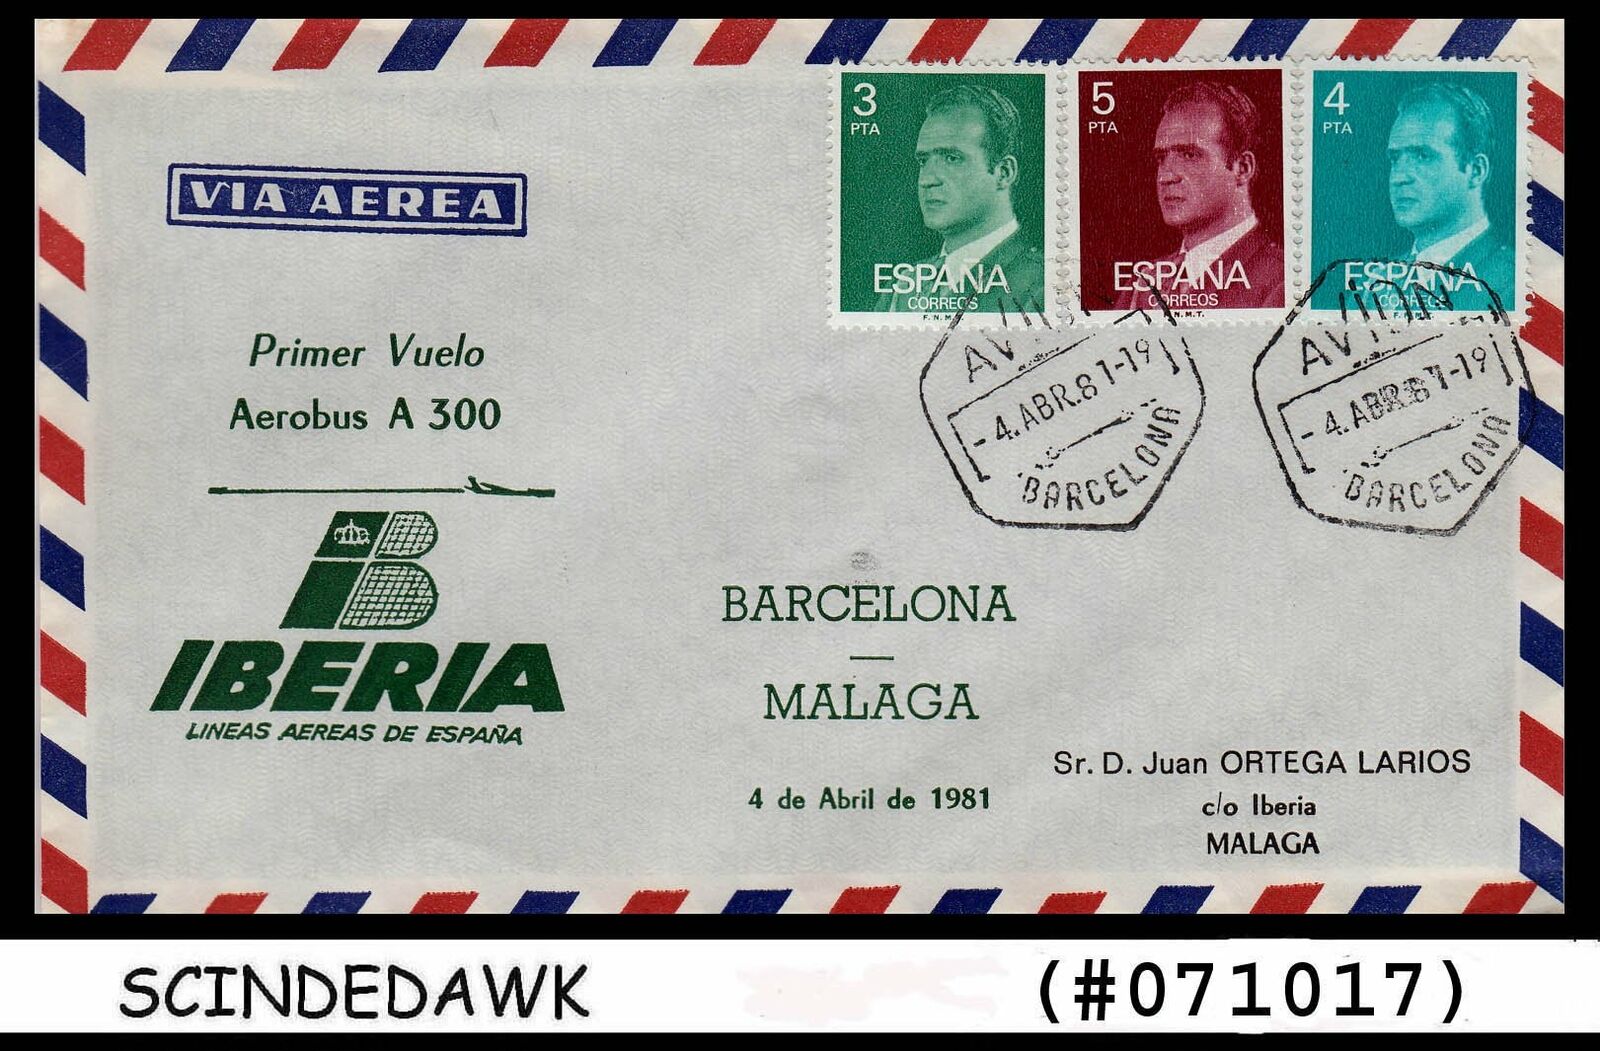 3
PTA
ESPAÑA
CORREOS
F.N.M.T.
5
PTA
ESPAÑA
CORREOS
F.N.M.T.
4
PTA
ESPAÑA
CORREOS
F.N.M.T.
VIA AEREA
AVION
-4.ABR.81-19
BARCELONA
AVION
-4.ABR.81-19
BARCELONA
Primer Vuelo
Aerobus A 300
IB
IBERIA
LINEAS AEREAS DE ESPAÑA
BARCELONA
—
MALAGA
4 de Abril de 1981
Sr. D. Juan ORTEGA LARIOS
c/o Iberia
MALAGA
SCINDEDAWK (#071017)